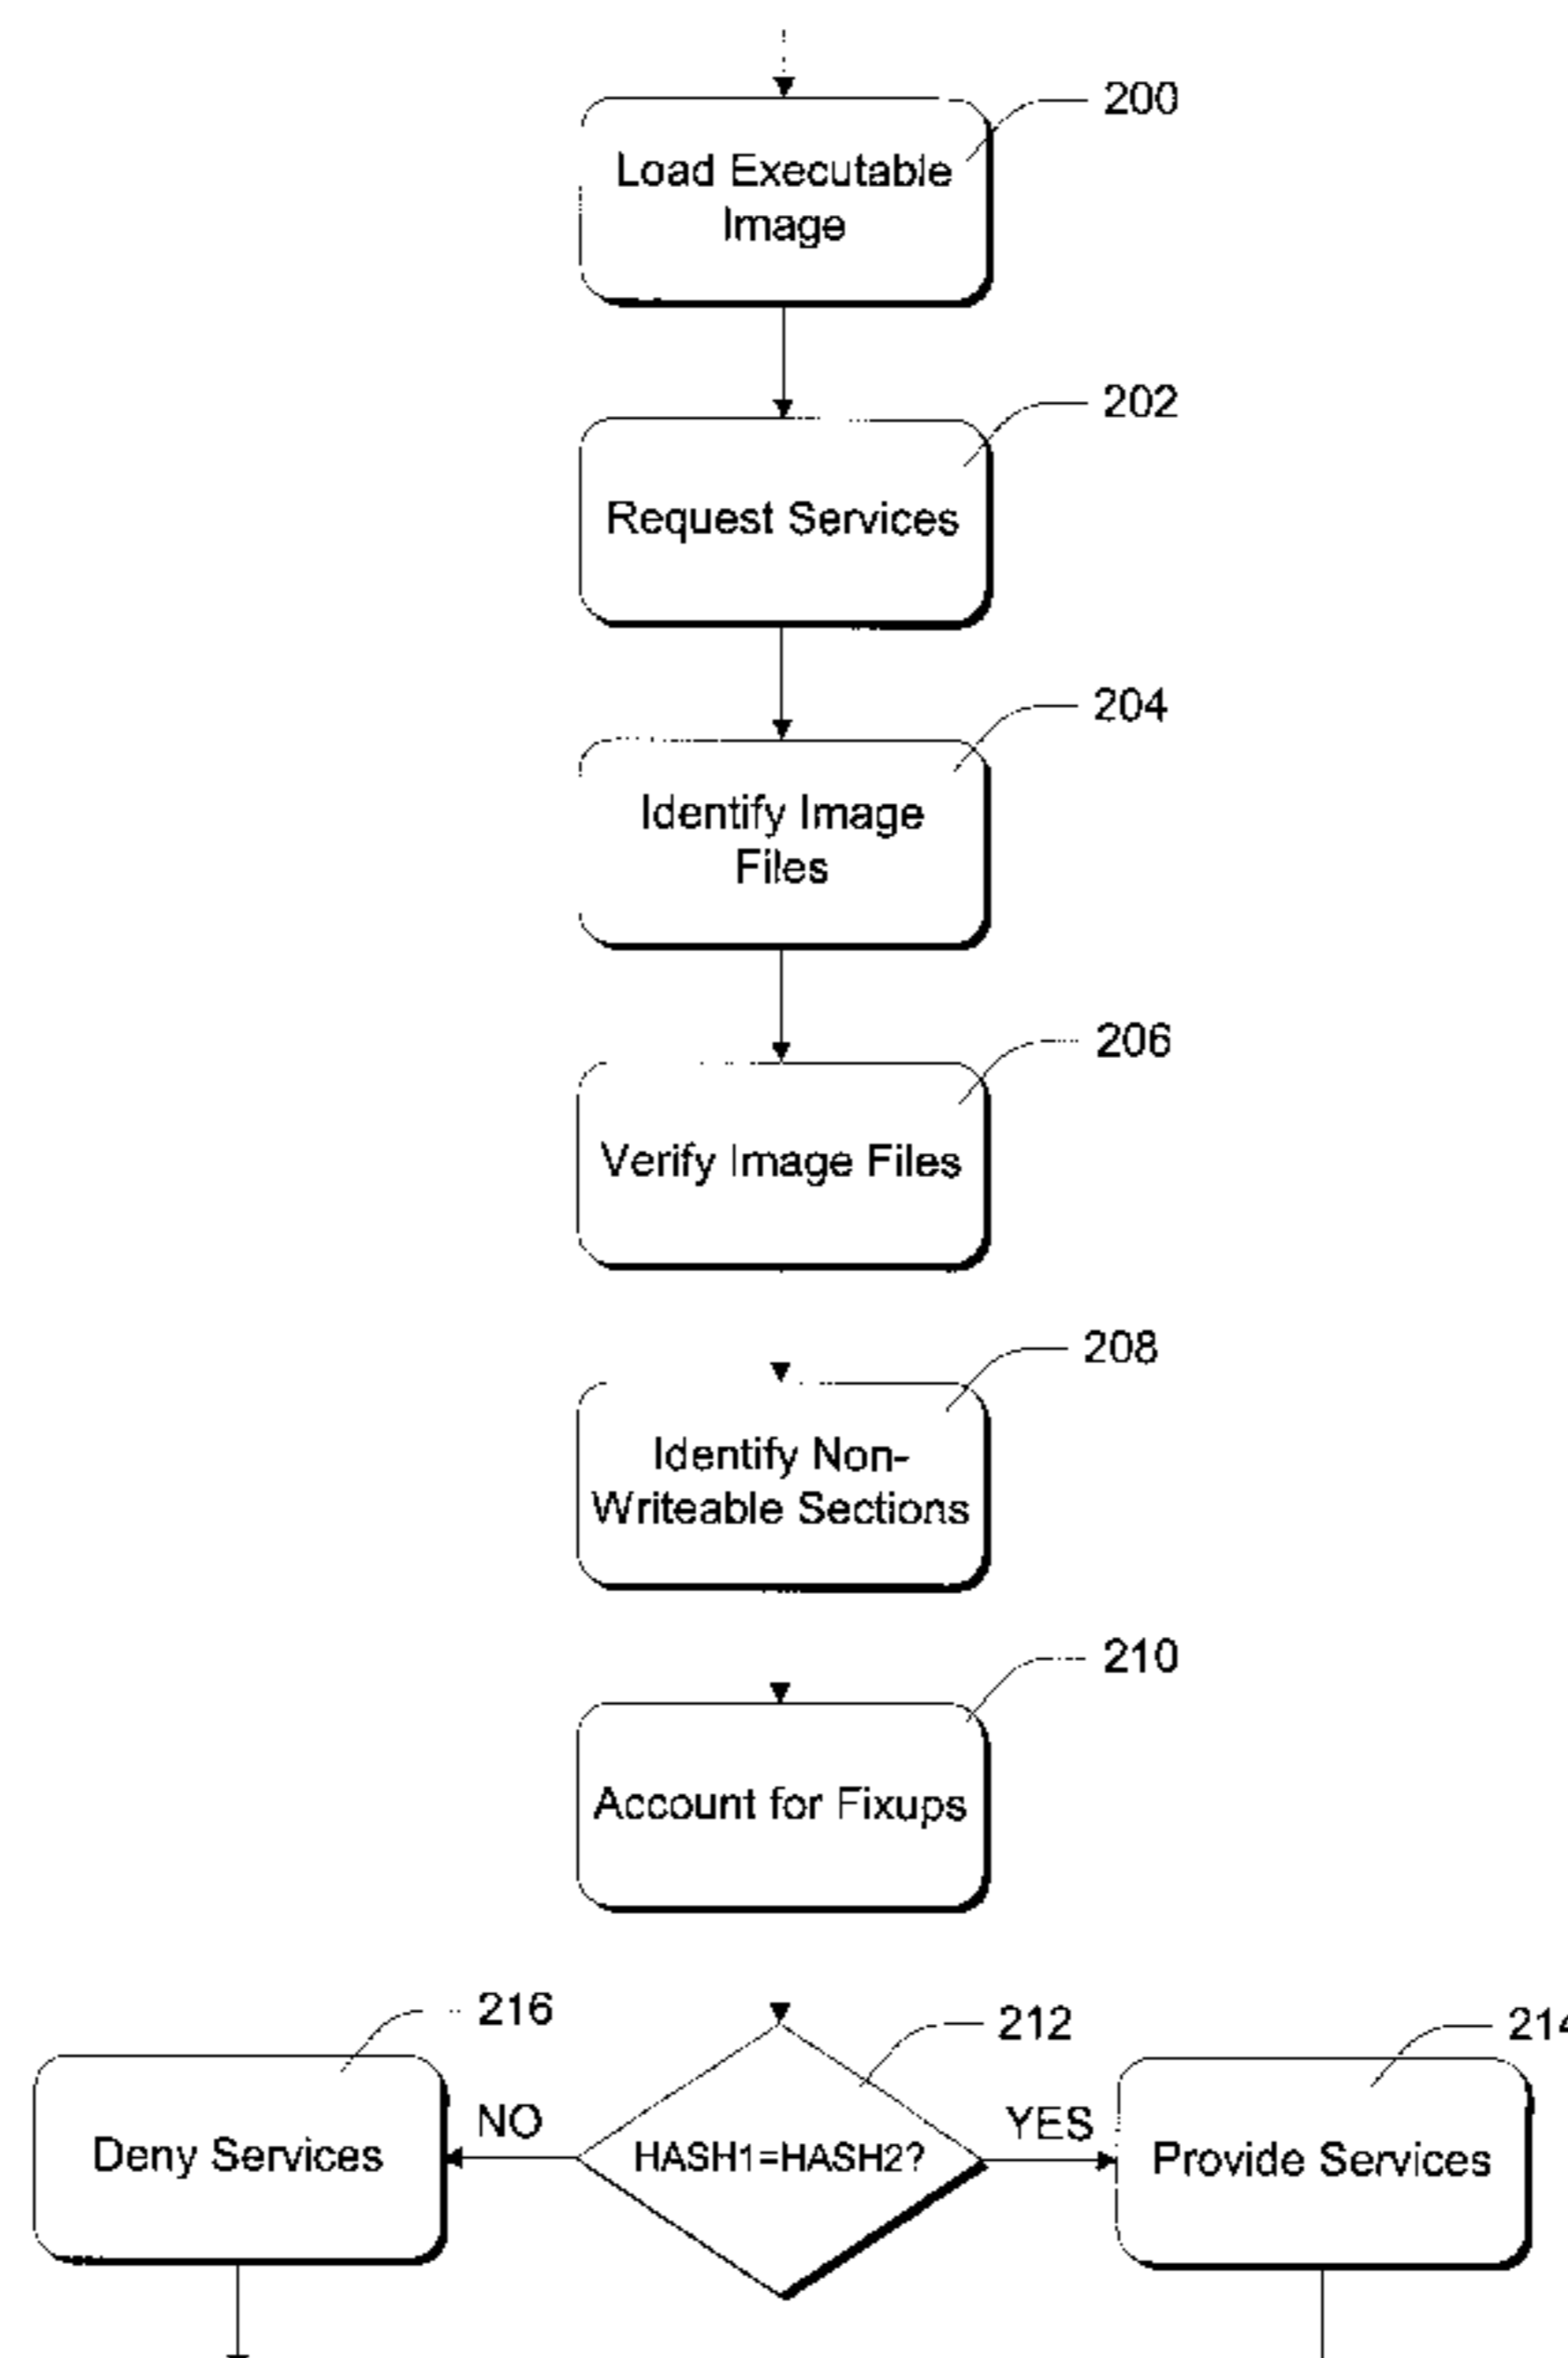 200
Load Executable
Image
202
Request Services
204
Identify Image
Files
206
Verify Image Files
208
Identify Non-
Writeable Sections
210
Account for Fixups
216
212
214
NO
YES
Deny Services
HASH1=HASH2?
Provide Services